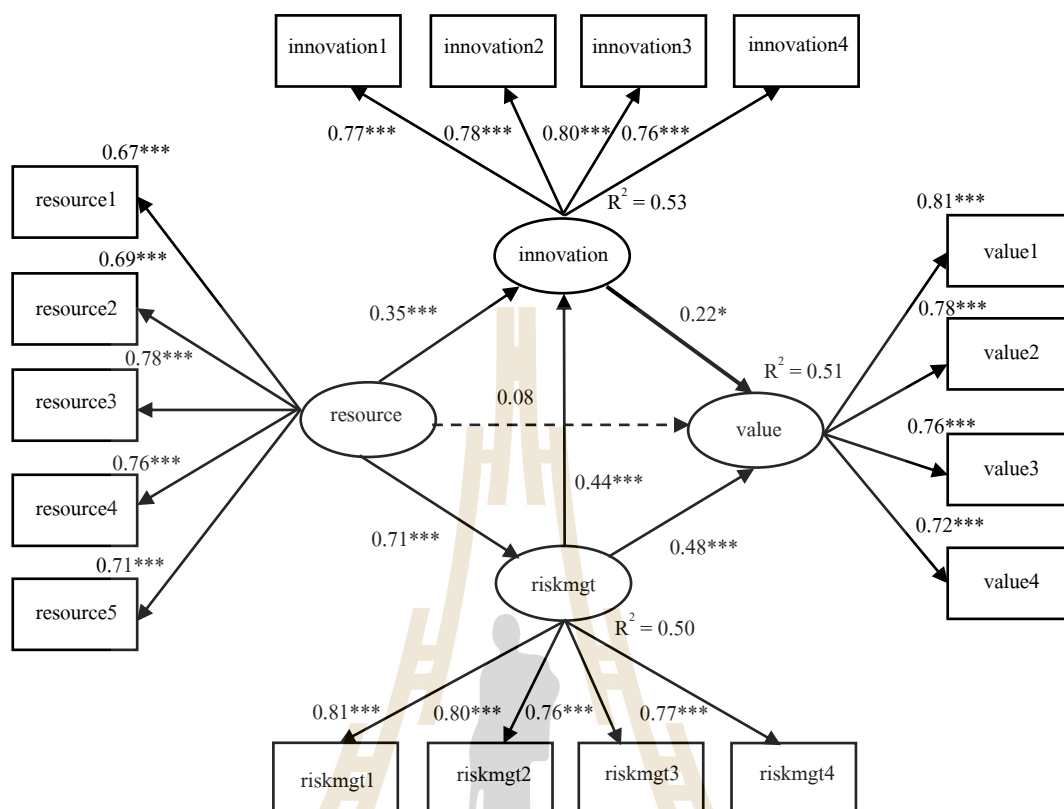 innovation1
innovation2
innovation3
innovation4
0.77***
0.78***
0.80***
0.76***
0.67***
resource1
R² = 0.53
0.81***
value1
innovation
0.69***
resource2
0.35***
0.22*
0.78***
value2
0.78***
resource3
R² = 0.51
0.08
resource
value
0.76***
value3
0.76***
resource4
0.44***
0.71***
0.48***
0.72***
value4
0.71***
resource5
riskmgt
R² = 0.50
0.81***
0.80***
0.76***
0.77***
riskmgt1
riskmgt2
riskmgt3
riskmgt4